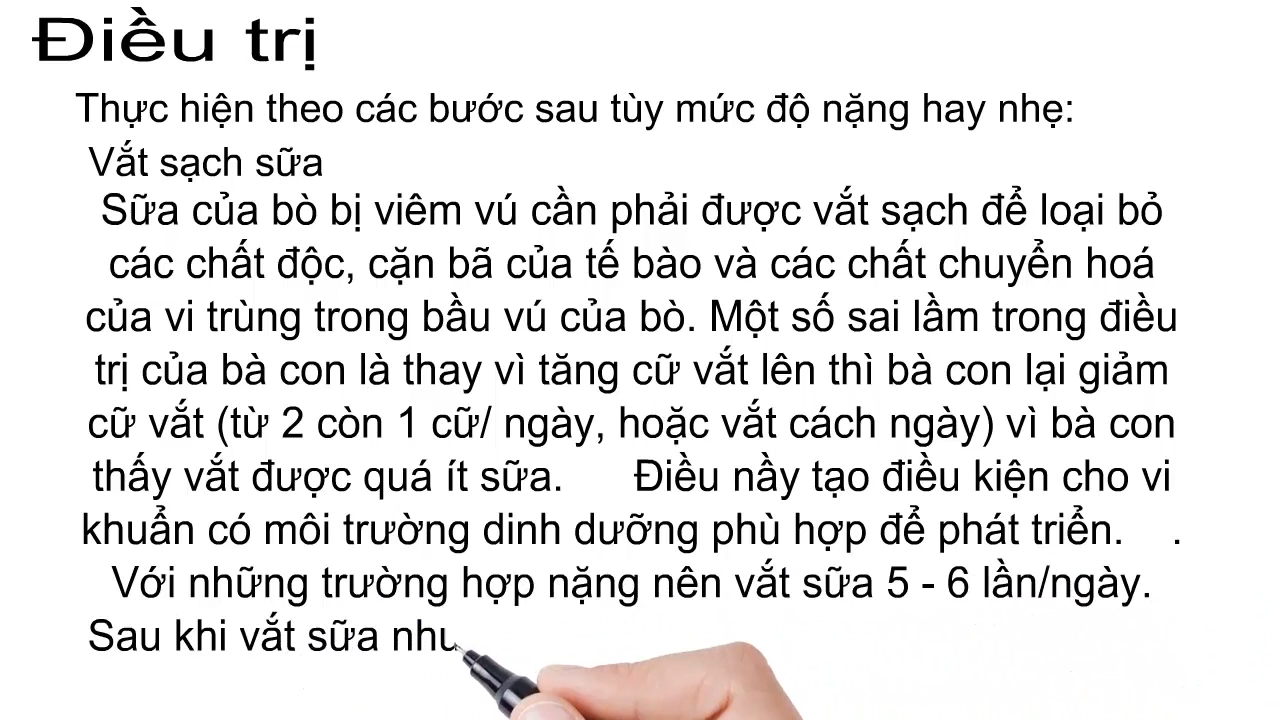 Điều trị
Thực hiện theo các bước sau tùy mức độ nặng hay nhẹ:
Vắt sạch sữa
Sữa của bò bị viêm vú cần phải được vắt sạch để loại bỏ
các chất độc, cặn bã của tế bào và các chất chuyển hoá
của vi trùng trong bầu vú của bò. Một số sai lầm trong điều
trị của bà con là thay vì tăng cữ vắt lên thì bà con lại giảm
cữ vắt (từ 2 còn 1 cữ/ ngày, hoặc vắt cách ngày) vì bà con
thấy vắt được quá ít sữa. Điều nầy tạo điều kiện cho vi
khuẩn có môi trường dinh dưỡng phù hợp để phát triển. .
Với những trường hợp nặng nên vắt sữa 5 - 6 lần/ngày.
Sau khi vắt sữa